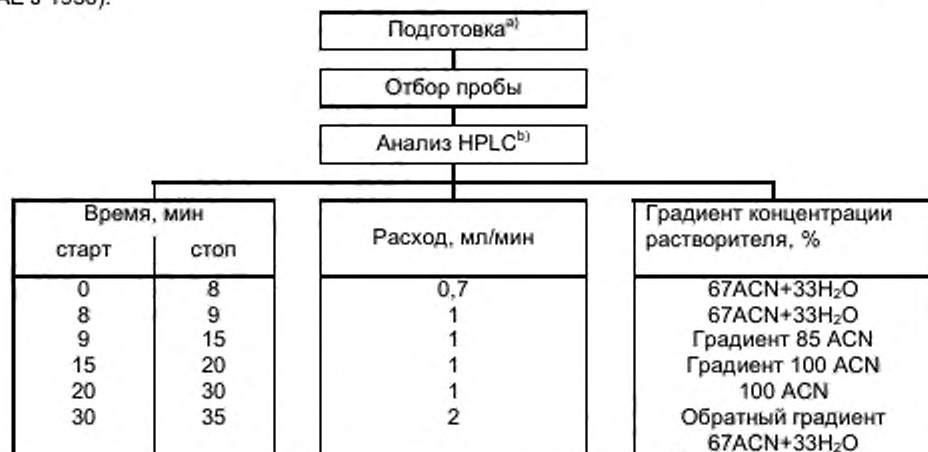 Подготовка^a)
Отбор пробы
Анализ HPLC^b)
Время, мин
старт стоп
Расход, мл/мин
Градиент концентрации
растворителя, %
0 8 0,7 67ACN+33H₂O
8 9 1 67ACN+33H₂O
9 15 1 Градиент 85 ACN
15 20 1 Градиент 100 ACN
20 30 1 100 ACN
30 35 2 Обратный градиент
67ACN+33H₂O